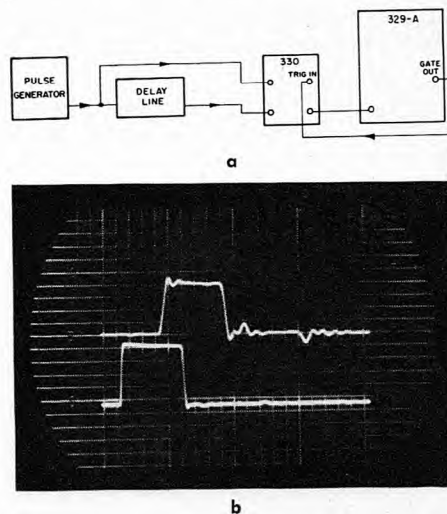 329-A
PULSE
GENERATOR
DELAY
LINE
330
TRIG IN
GATE
OUT
a
b